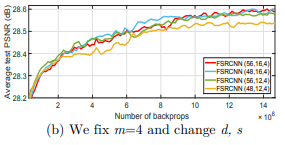 28.6
28.5
28.4
28.3
28.2
Average test PSNR (dB)
FSRCNN (56,16,4)
FSRCNN (48,16,4)
FSRCNN (56,12,4)
FSRCNN (48,12,4)
2 4 6 8 10 12 14
Number of backprops × 10⁸
(b) We fix m=4 and change d, s